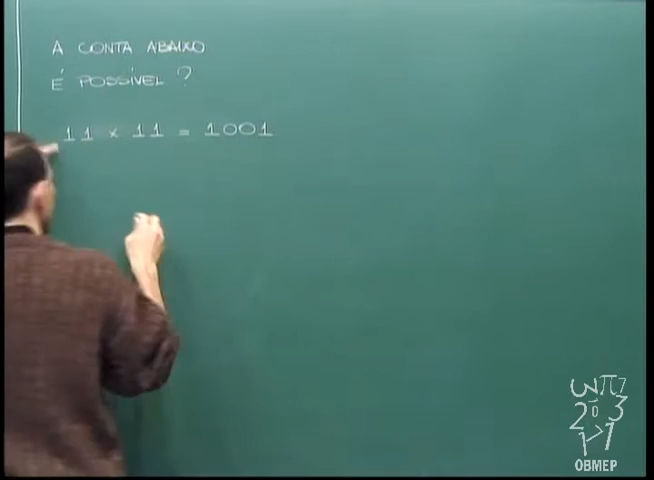 A CONTA ABAIXO
É POSSÍVEL ?
11 × 11 = 1001
OBMEP